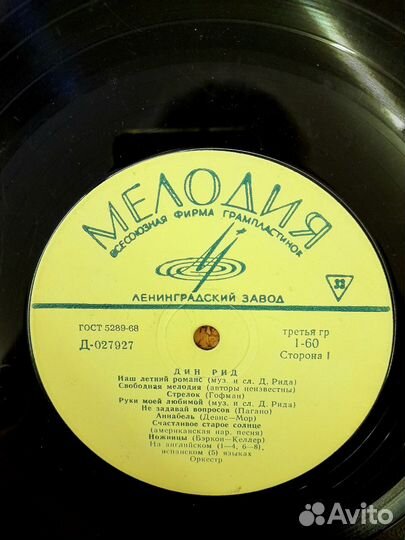 МЕЛОДИЯ
ВСЕСОЮЗНАЯ ФИРМА ГРАМПЛАСТИНОК
33
ЛЕНИНГРАДСКИЙ ЗАВОД
ГОСТ 5289-68
Д-027927
третья гр
1-60
Сторона 1
ДИН РИД
Наш летний романс (муз. и сл. Д. Рида)
Свободная мелодия (авторы неизвестны)
Стрелок (Гофман)
Руки моей любимой (муз. и сл. Д. Рида)
Не задавай вопросов (Пагано)
Аннабель (Деанс-Мор)
Счастливое старое солнце
(американская нар. песня)
Ножницы (Бэркон-Келлер)
На английском (1—4, 6—8),
испанском (5) языках
Оркестр
Avito